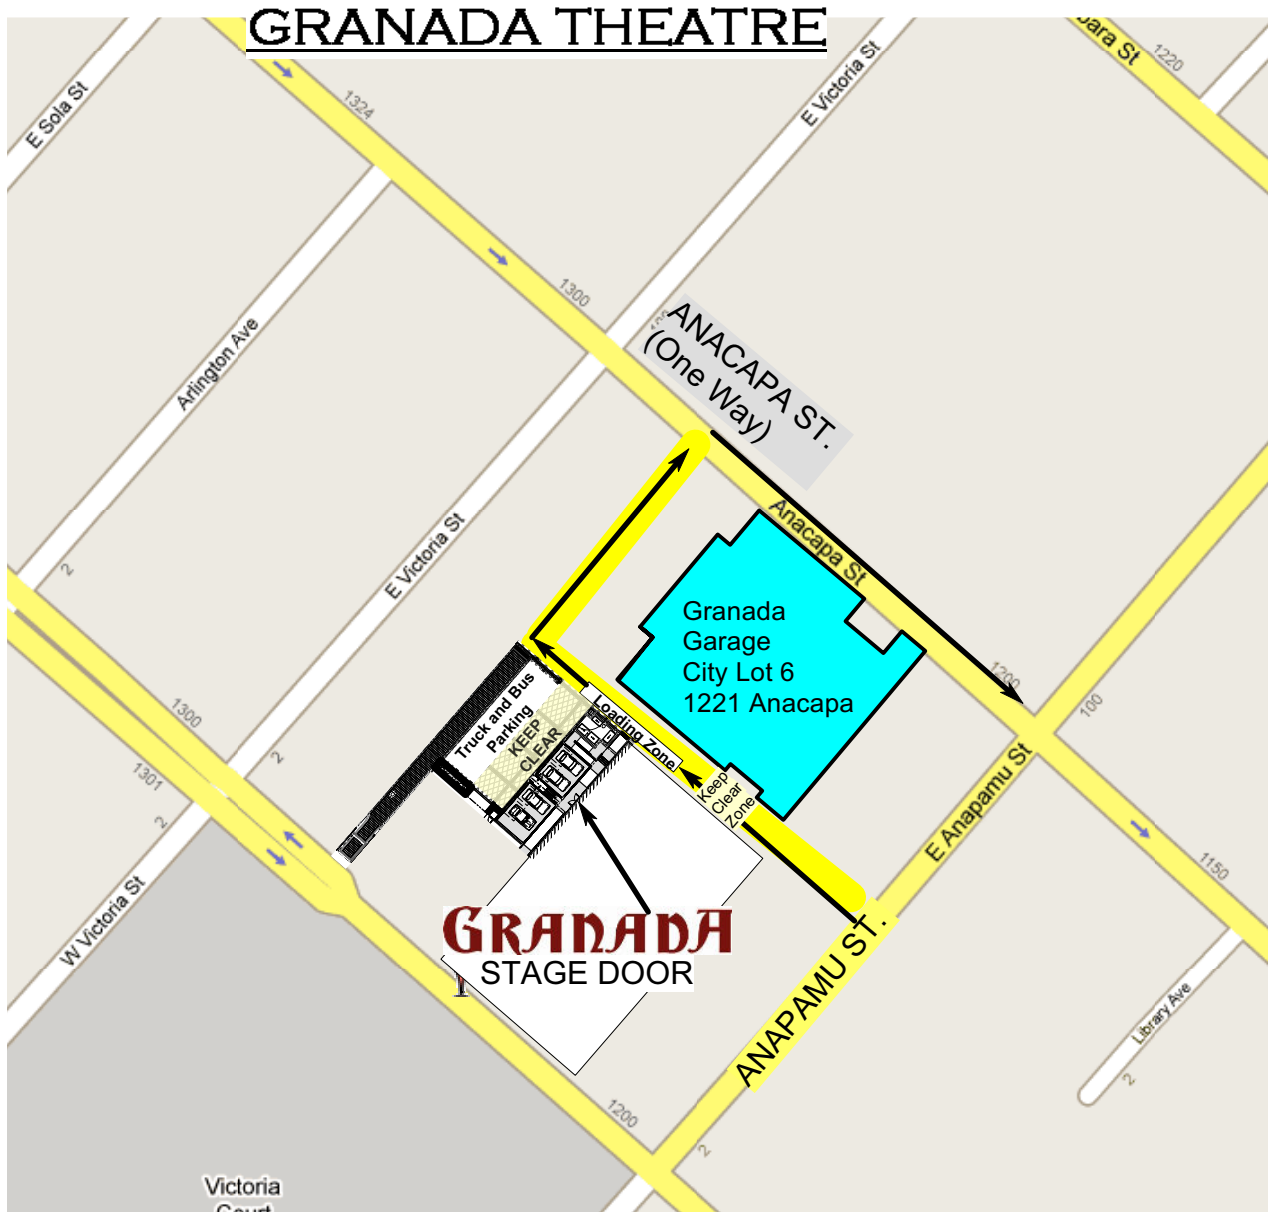 GRANADA THEATRE
E Sola St
1324
E Victoria St
bara St
1220
1300
ANACAPA ST.
(One Way)
Arlington Ave
2
E Victoria St
Anacapa St
Granada
Garage
City Lot 6
1221 Anacapa
1200
100
E Anapamu St
1150
Truck and Bus
Parking
KEEP
CLEAR
Loading Zone
Keep
Clear
Zone
1300
2
1301
2
W Victoria St
GRANADA
STAGE DOOR
ANAPAMU ST.
Library Ave
2
1200
2
Victoria
Court